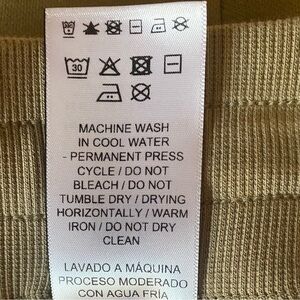 30
MACHINE WASH
IN COOL WATER
- PERMANENT PRESS
CYCLE / DO NOT
BLEACH / DO NOT
TUMBLE DRY / DRYING
HORIZONTALLY / WARM
IRON / DO NOT DRY
CLEAN
LAVADO A MÁQUINA
PROCESO MODERADO
CON AGUA FRÍA